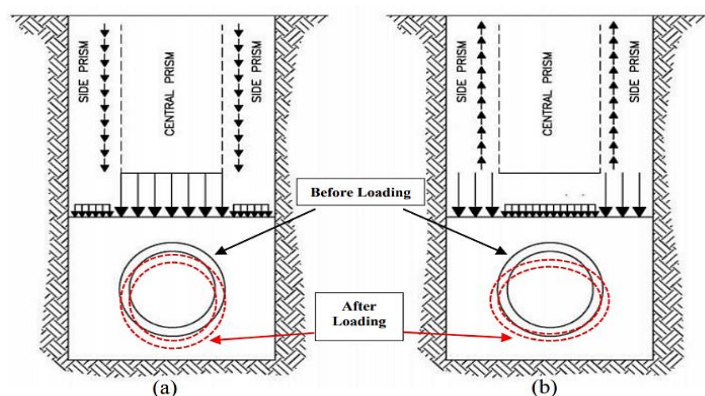 SIDE PRISM
CENTRAL PRISM
SIDE PRISM
SIDE PRISM
CENTRAL PRISM
SIDE PRISM
Before Loading
After
Loading
(a)
(b)